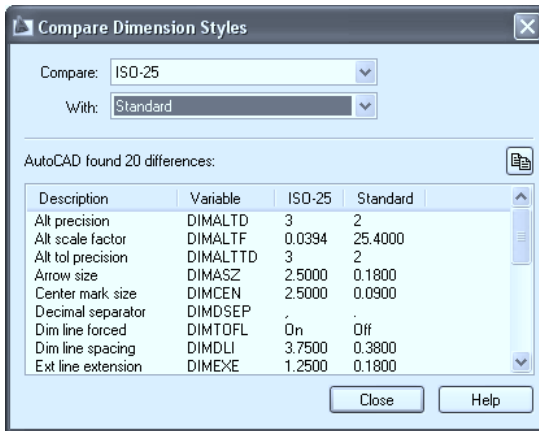 Compare Dimension Styles
Compare: ISO-25
With: Standard
AutoCAD found 20 differences:
Description Variable ISO-25 Standard
Alt precision DIMALTD 3 2
Alt scale factor DIMALTF 0.0394 25.4000
Alt tol precision DIMALTTD 3 2
Arrow size DIMASZ 2.5000 0.1800
Center mark size DIMCEN 2.5000 0.0900
Decimal separator DIMDSEP , .
Dim line forced DIMTOFL On Off
Dim line spacing DIMDLI 3.7500 0.3800
Ext line extension DIMEXE 1.2500 0.1800
Close Help